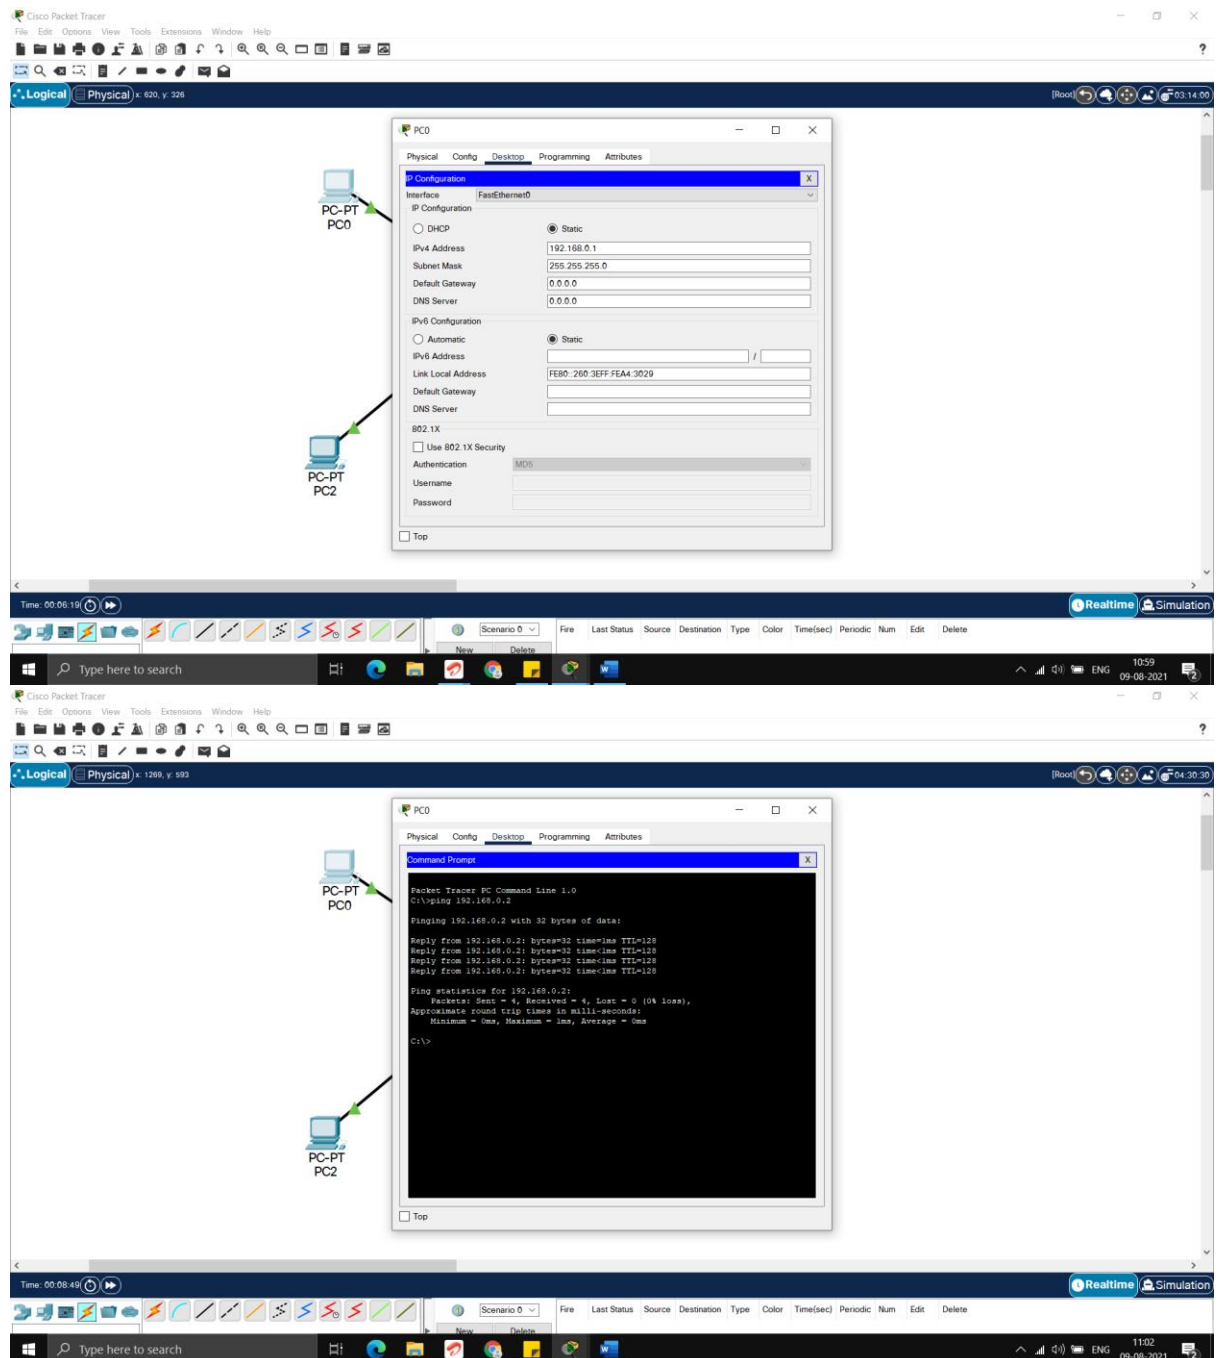 Cisco Packet Tracer
File Edit Options View Tools Extensions Window Help
?
Logical Physical x: 620, y: 326 [Root] 03:14:00
PC-PT
PC0
PC-PT
PC2
PC0
Physical Config Desktop Programming Attributes
IP Configuration X
Interface FastEthernet0
IP Configuration
DHCP Static
IPv4 Address 192.168.0.1
Subnet Mask 255.255.255.0
Default Gateway 0.0.0.0
DNS Server 0.0.0.0
IPv6 Configuration
Automatic Static
IPv6 Address /
Link Local Address FE80::260:3EFF:FEA4:3029
Default Gateway
DNS Server
802.1X
Use 802.1X Security
Authentication MD5
Username
Password
Top
Time: 00:06:19 Realtime Simulation
Scenario 0 Fire Last Status Source Destination Type Color Time(sec) Periodic Num Edit Delete
New Delete
Type here to search ENG 10:59
09-08-2021 2
Cisco Packet Tracer
File Edit Options View Tools Extensions Window Help
?
Logical Physical x: 1269, y: 593 [Root] 04:30:30
PC-PT
PC0
PC-PT
PC2
PC0
Physical Config Desktop Programming Attributes
Command Prompt X
Packet Tracer PC Command Line 1.0
C:\>ping 192.168.0.2
Pinging 192.168.0.2 with 32 bytes of data:
Reply from 192.168.0.2: bytes=32 time=1ms TTL=128
Reply from 192.168.0.2: bytes=32 time<1ms TTL=128
Reply from 192.168.0.2: bytes=32 time<1ms TTL=128
Reply from 192.168.0.2: bytes=32 time<1ms TTL=128
Ping statistics for 192.168.0.2:
Packets: Sent = 4, Received = 4, Lost = 0 (0% loss),
Approximate round trip times in milli-seconds:
Minimum = 0ms, Maximum = 1ms, Average = 0ms
C:\>
Top
Time: 00:08:49 Realtime Simulation
Scenario 0 Fire Last Status Source Destination Type Color Time(sec) Periodic Num Edit Delete
New Delete
Type here to search ENG 11:02
09-08-2021 2